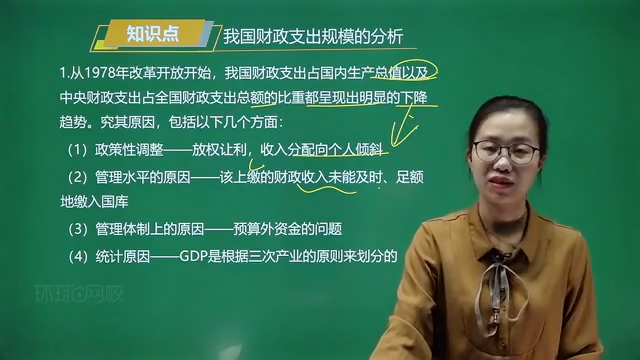 知识点
我国财政支出规模的分析
1.从1978年改革开放开始，我国财政支出占国内生产总值以及
中央财政支出占全国财政支出总额的比重都呈现出明显的下降
趋势。究其原因，包括以下几个方面：
（1）政策性调整——放权让利，收入分配向个人倾斜
（2）管理水平的原因——该上缴的财政收入未能及时、足额
地缴入国库
（3）管理体制上的原因——预算外资金的问题
（4）统计原因——GDP是根据三次产业的原则来划分的
环球网校